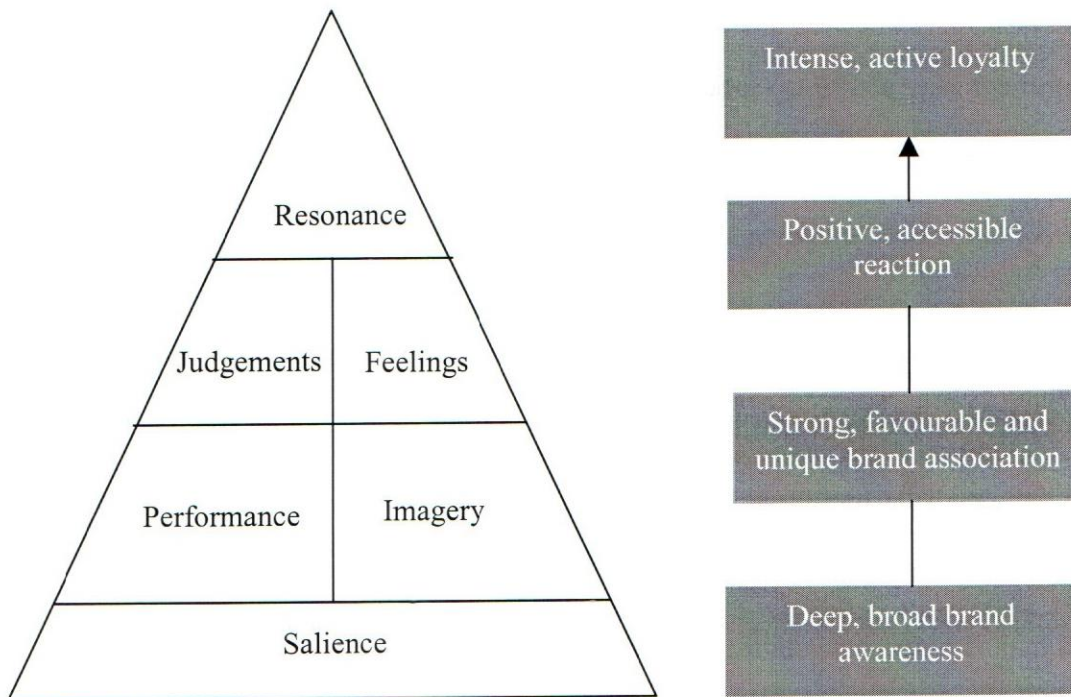 Intense, active loyalty
Resonance
Positive, accessible
reaction
Judgements
Feelings
Strong, favourable and
unique brand association
Performance
Imagery
Salience
Deep, broad brand
awareness